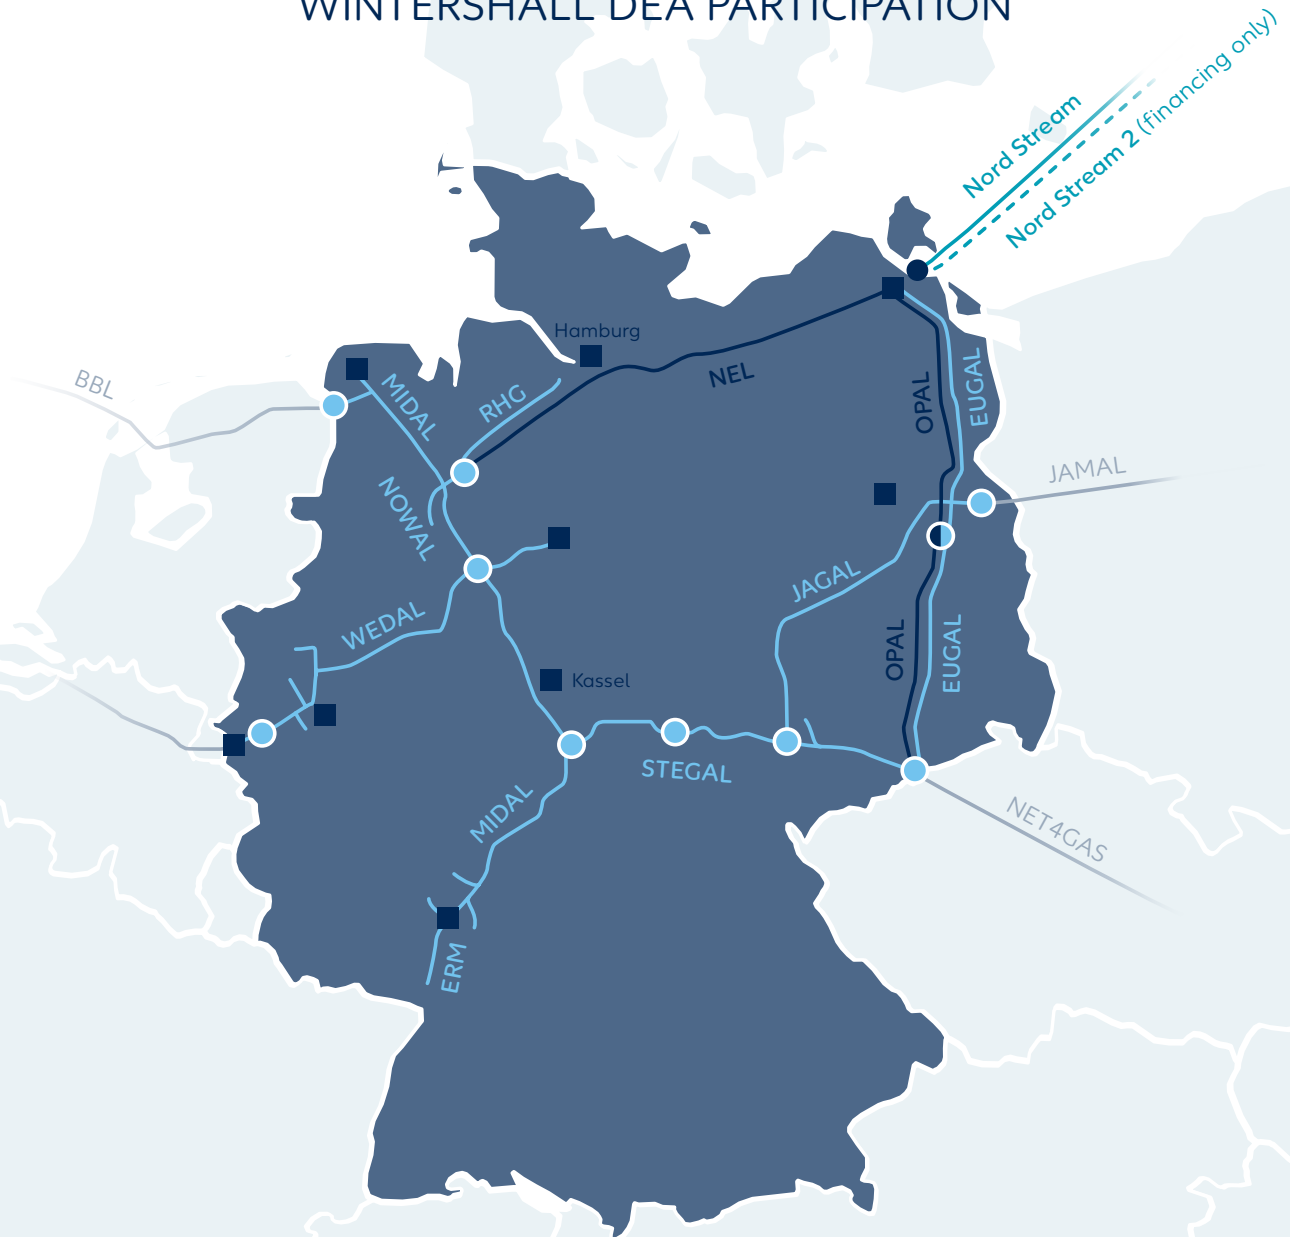 WINTERSHALL DEA PARTICIPATION
Nord Stream
Nord Stream 2 (financing only)
Hamburg
BBL
MIDAL
RHG
NEL
OPAL
EUGAL
JAMAL
NOWAL
JAGAL
WEDAL
OPAL
EUGAL
Kassel
STEGAL
MIDAL
NET4GAS
ERM